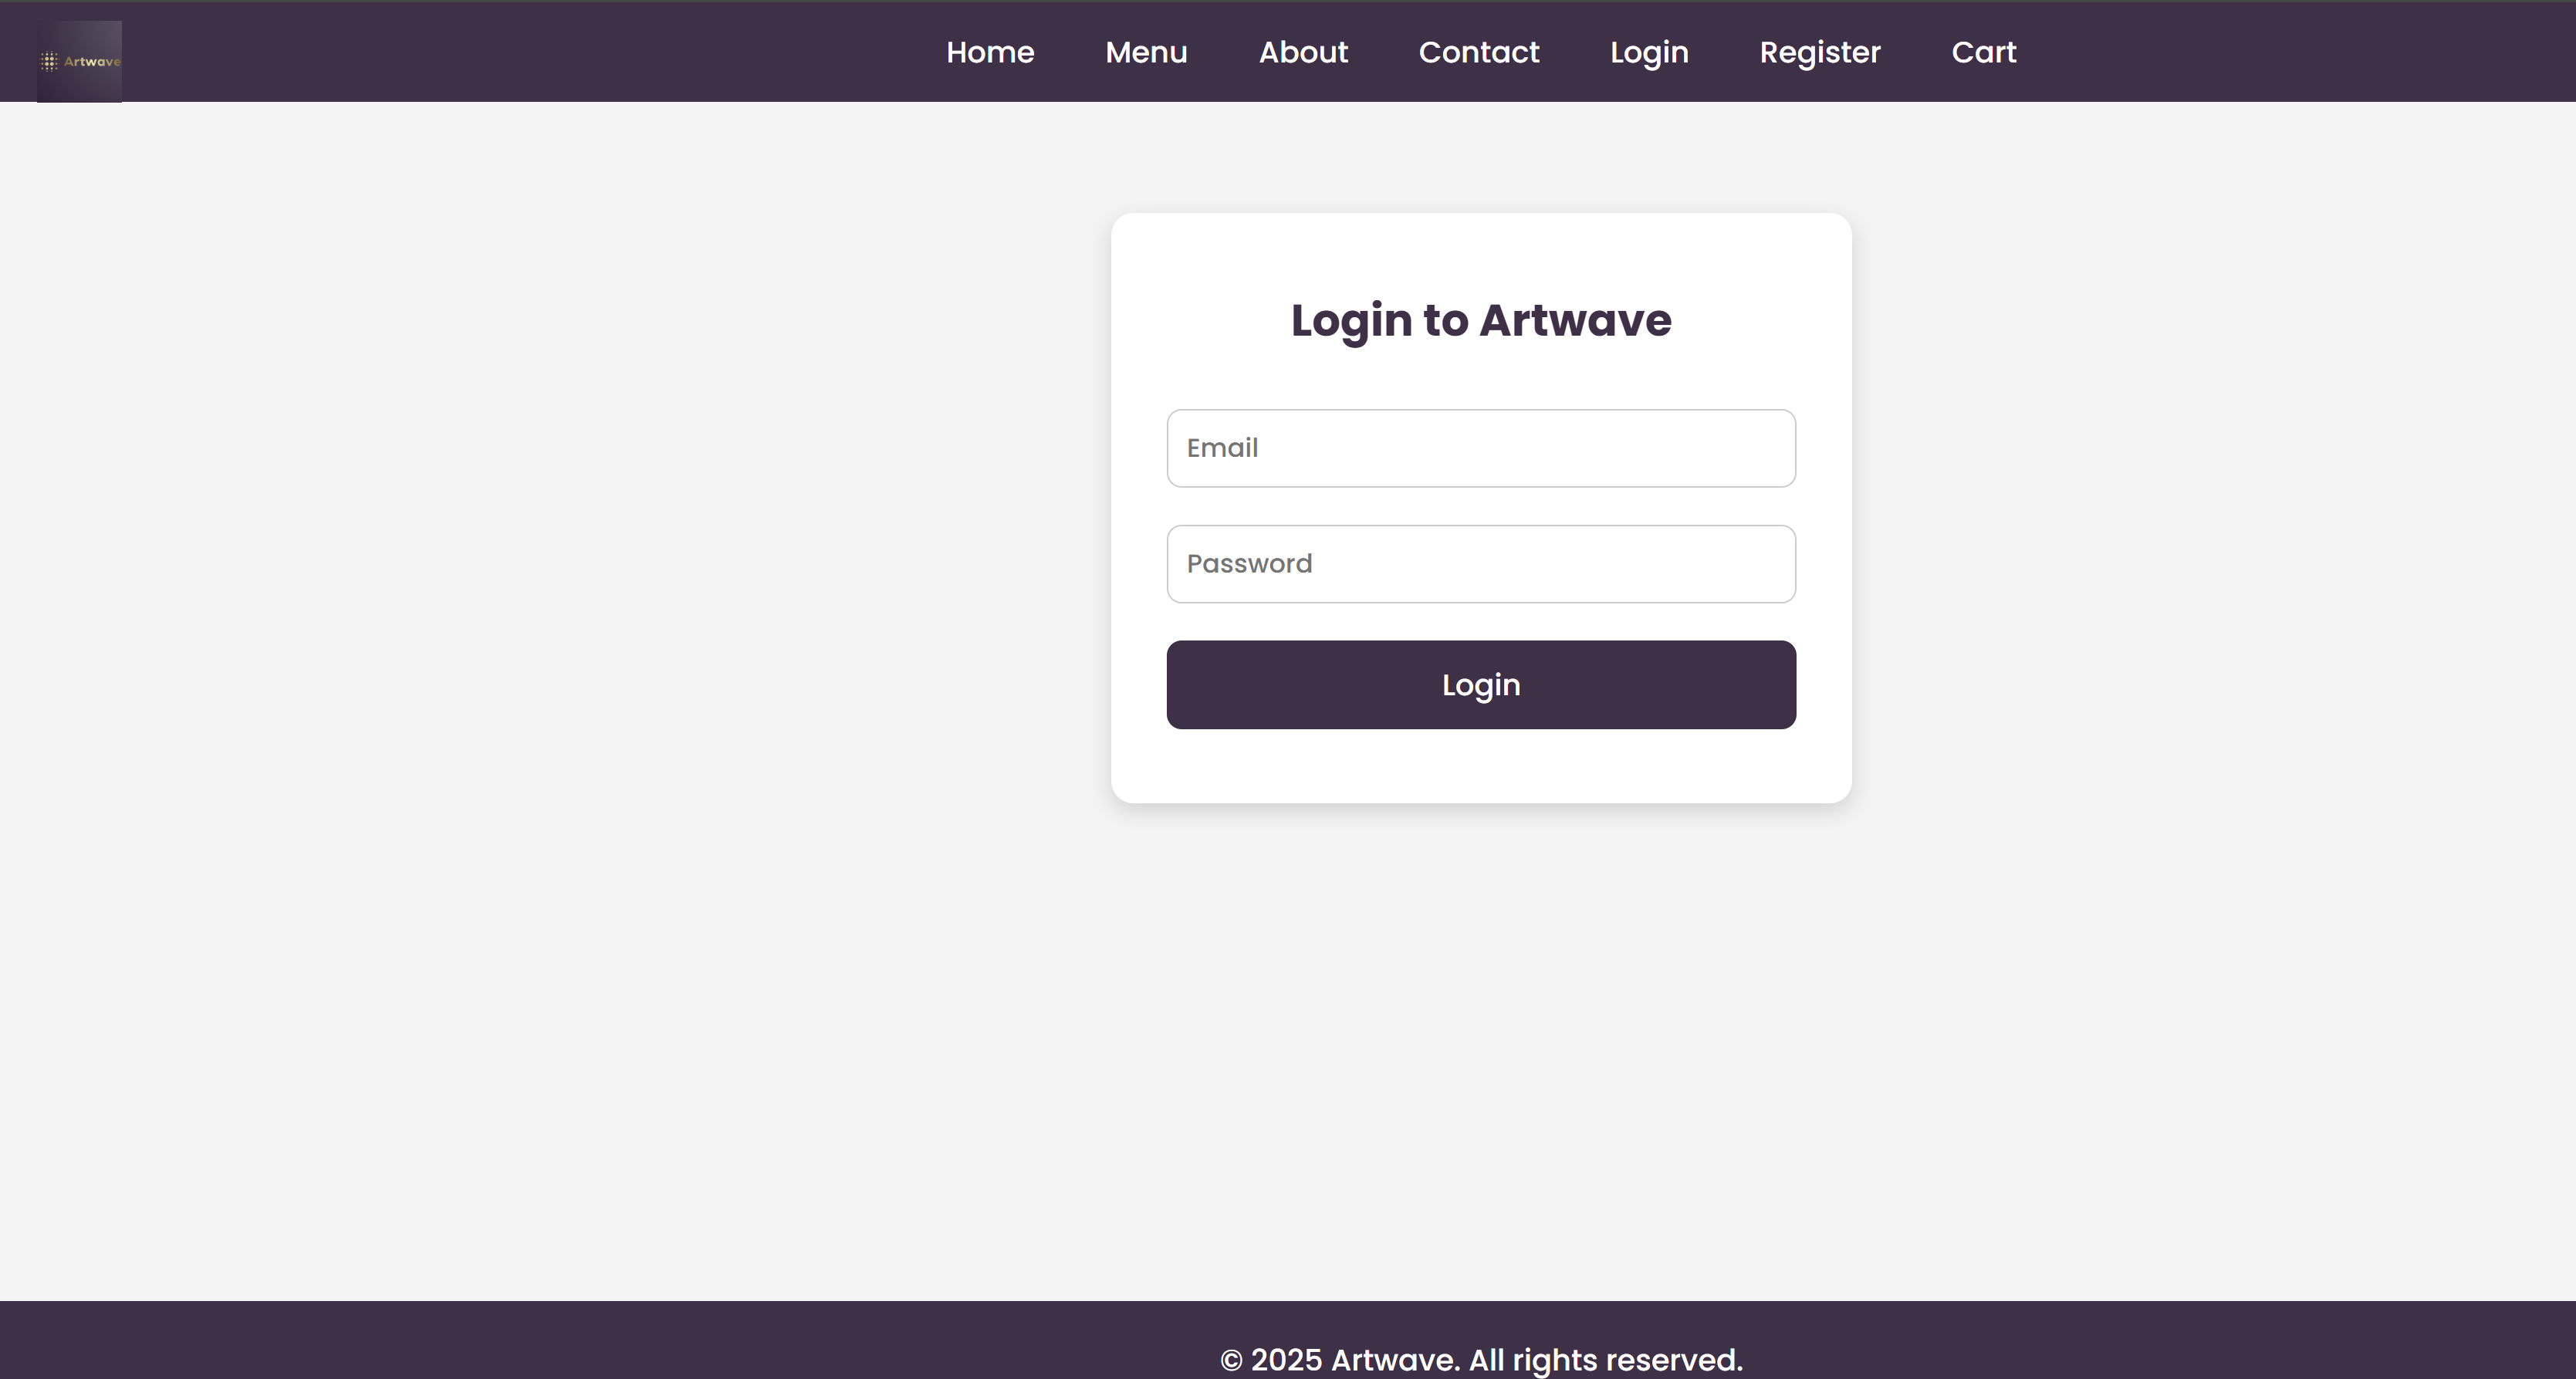 Artwave
Home Menu About Contact Login Register Cart
Login to Artwave
Email
Password
Login
© 2025 Artwave. All rights reserved.